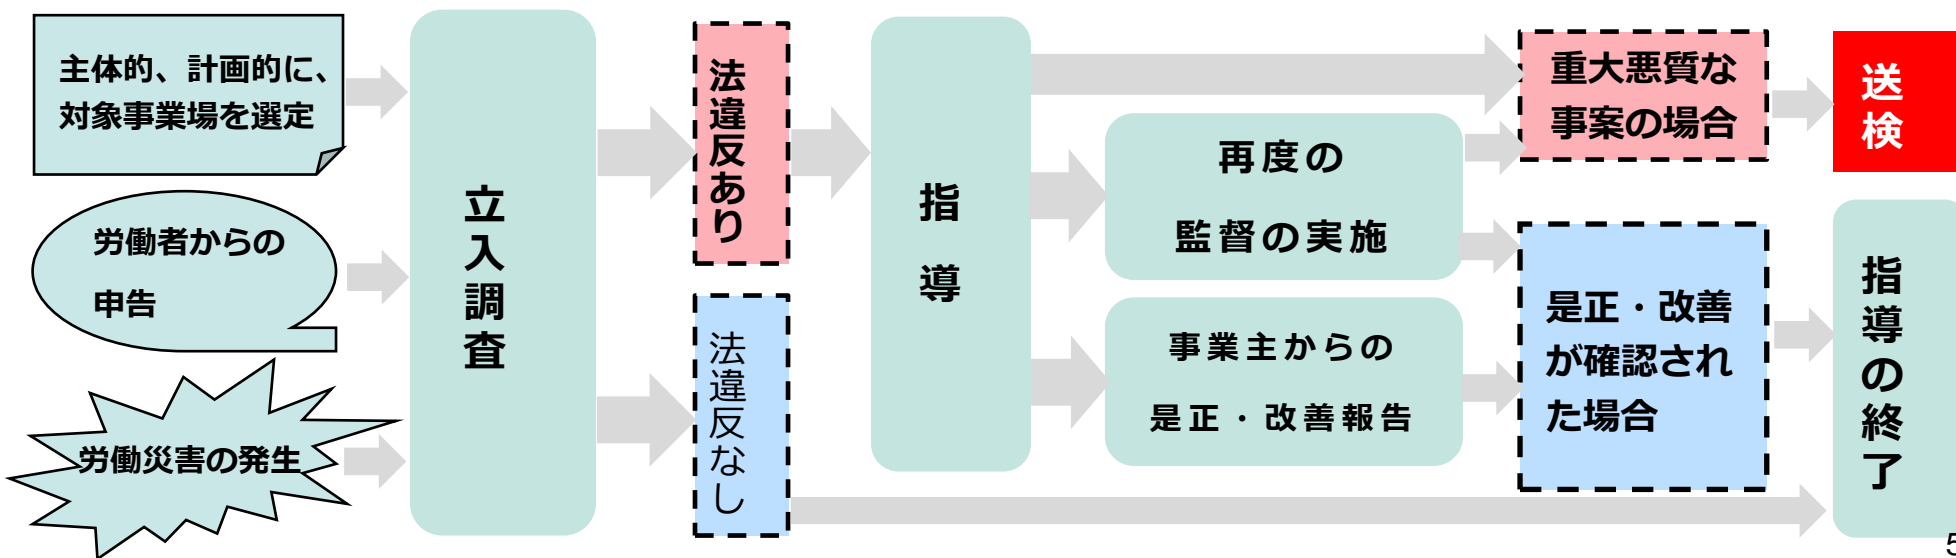 主体的、計画的に、
対象事業場を選定
労働者からの
申告
労働災害の発生
立入調査
法違反あり
法違反なし
指導
再度の
監督の実施
事業主からの
是正・改善報告
重大悪質な
事案の場合
是正・改善
が確認され
た場合
送検
指導の終了
5